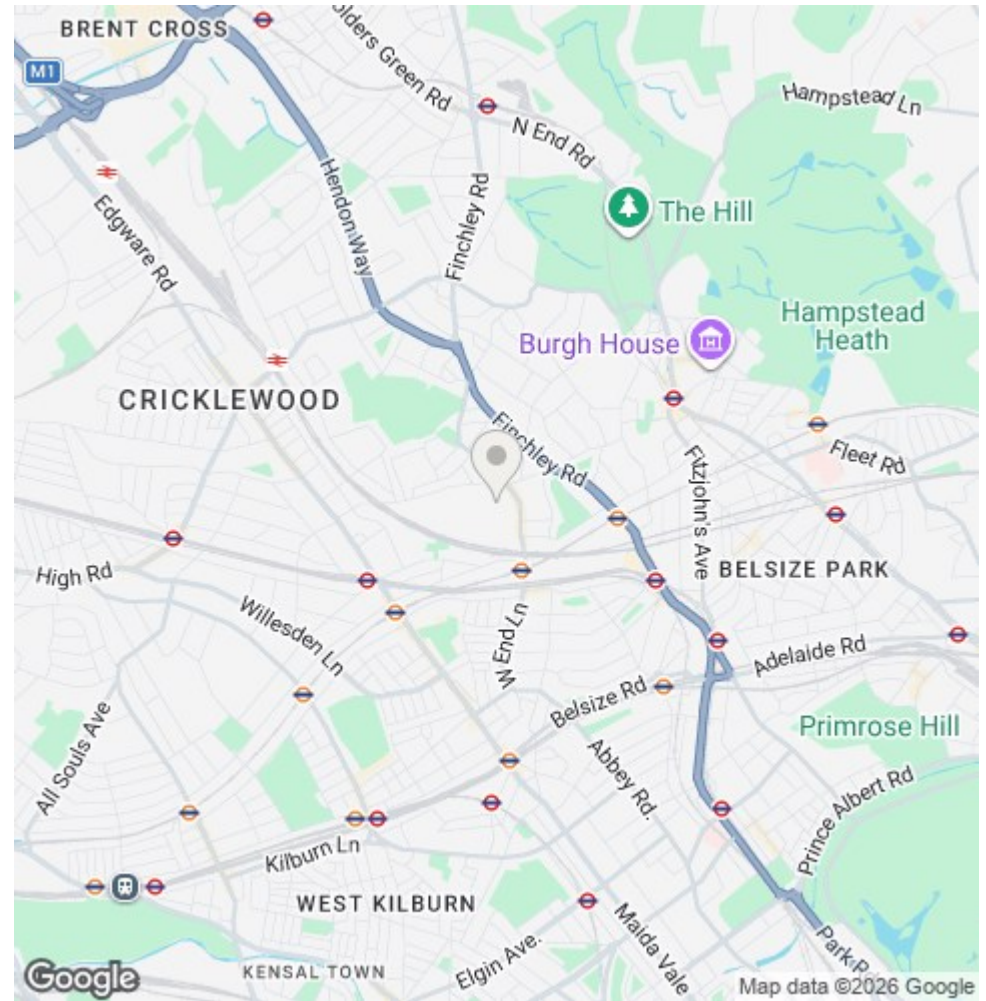 BRENT CROSS
M1
olders Green Rd
Hampstead Ln
N End Rd
Hendon Way
Finchley Rd
Edgware Rd
The Hill
Hampstead
Heath
Burgh House
CRICKLEWOOD
Finchley Rd
Fitzjohn's Ave
Fleet Rd
High Rd
BELSIZE PARK
Willesden Ln
W End Ln
Adelaide Rd
Belsize Rd
All Souls Ave
Primrose Hill
Abbey Rd.
Prince Albert Rd
Kilburn Ln
WEST KILBURN
Maida Vale
Elgin Ave.
Park Rd
KENSAL TOWN
Google
Map data ©2026 Google